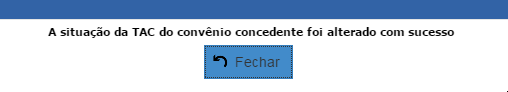 A situação da TAC do convênio concedente foi alterado com sucesso
Fechar